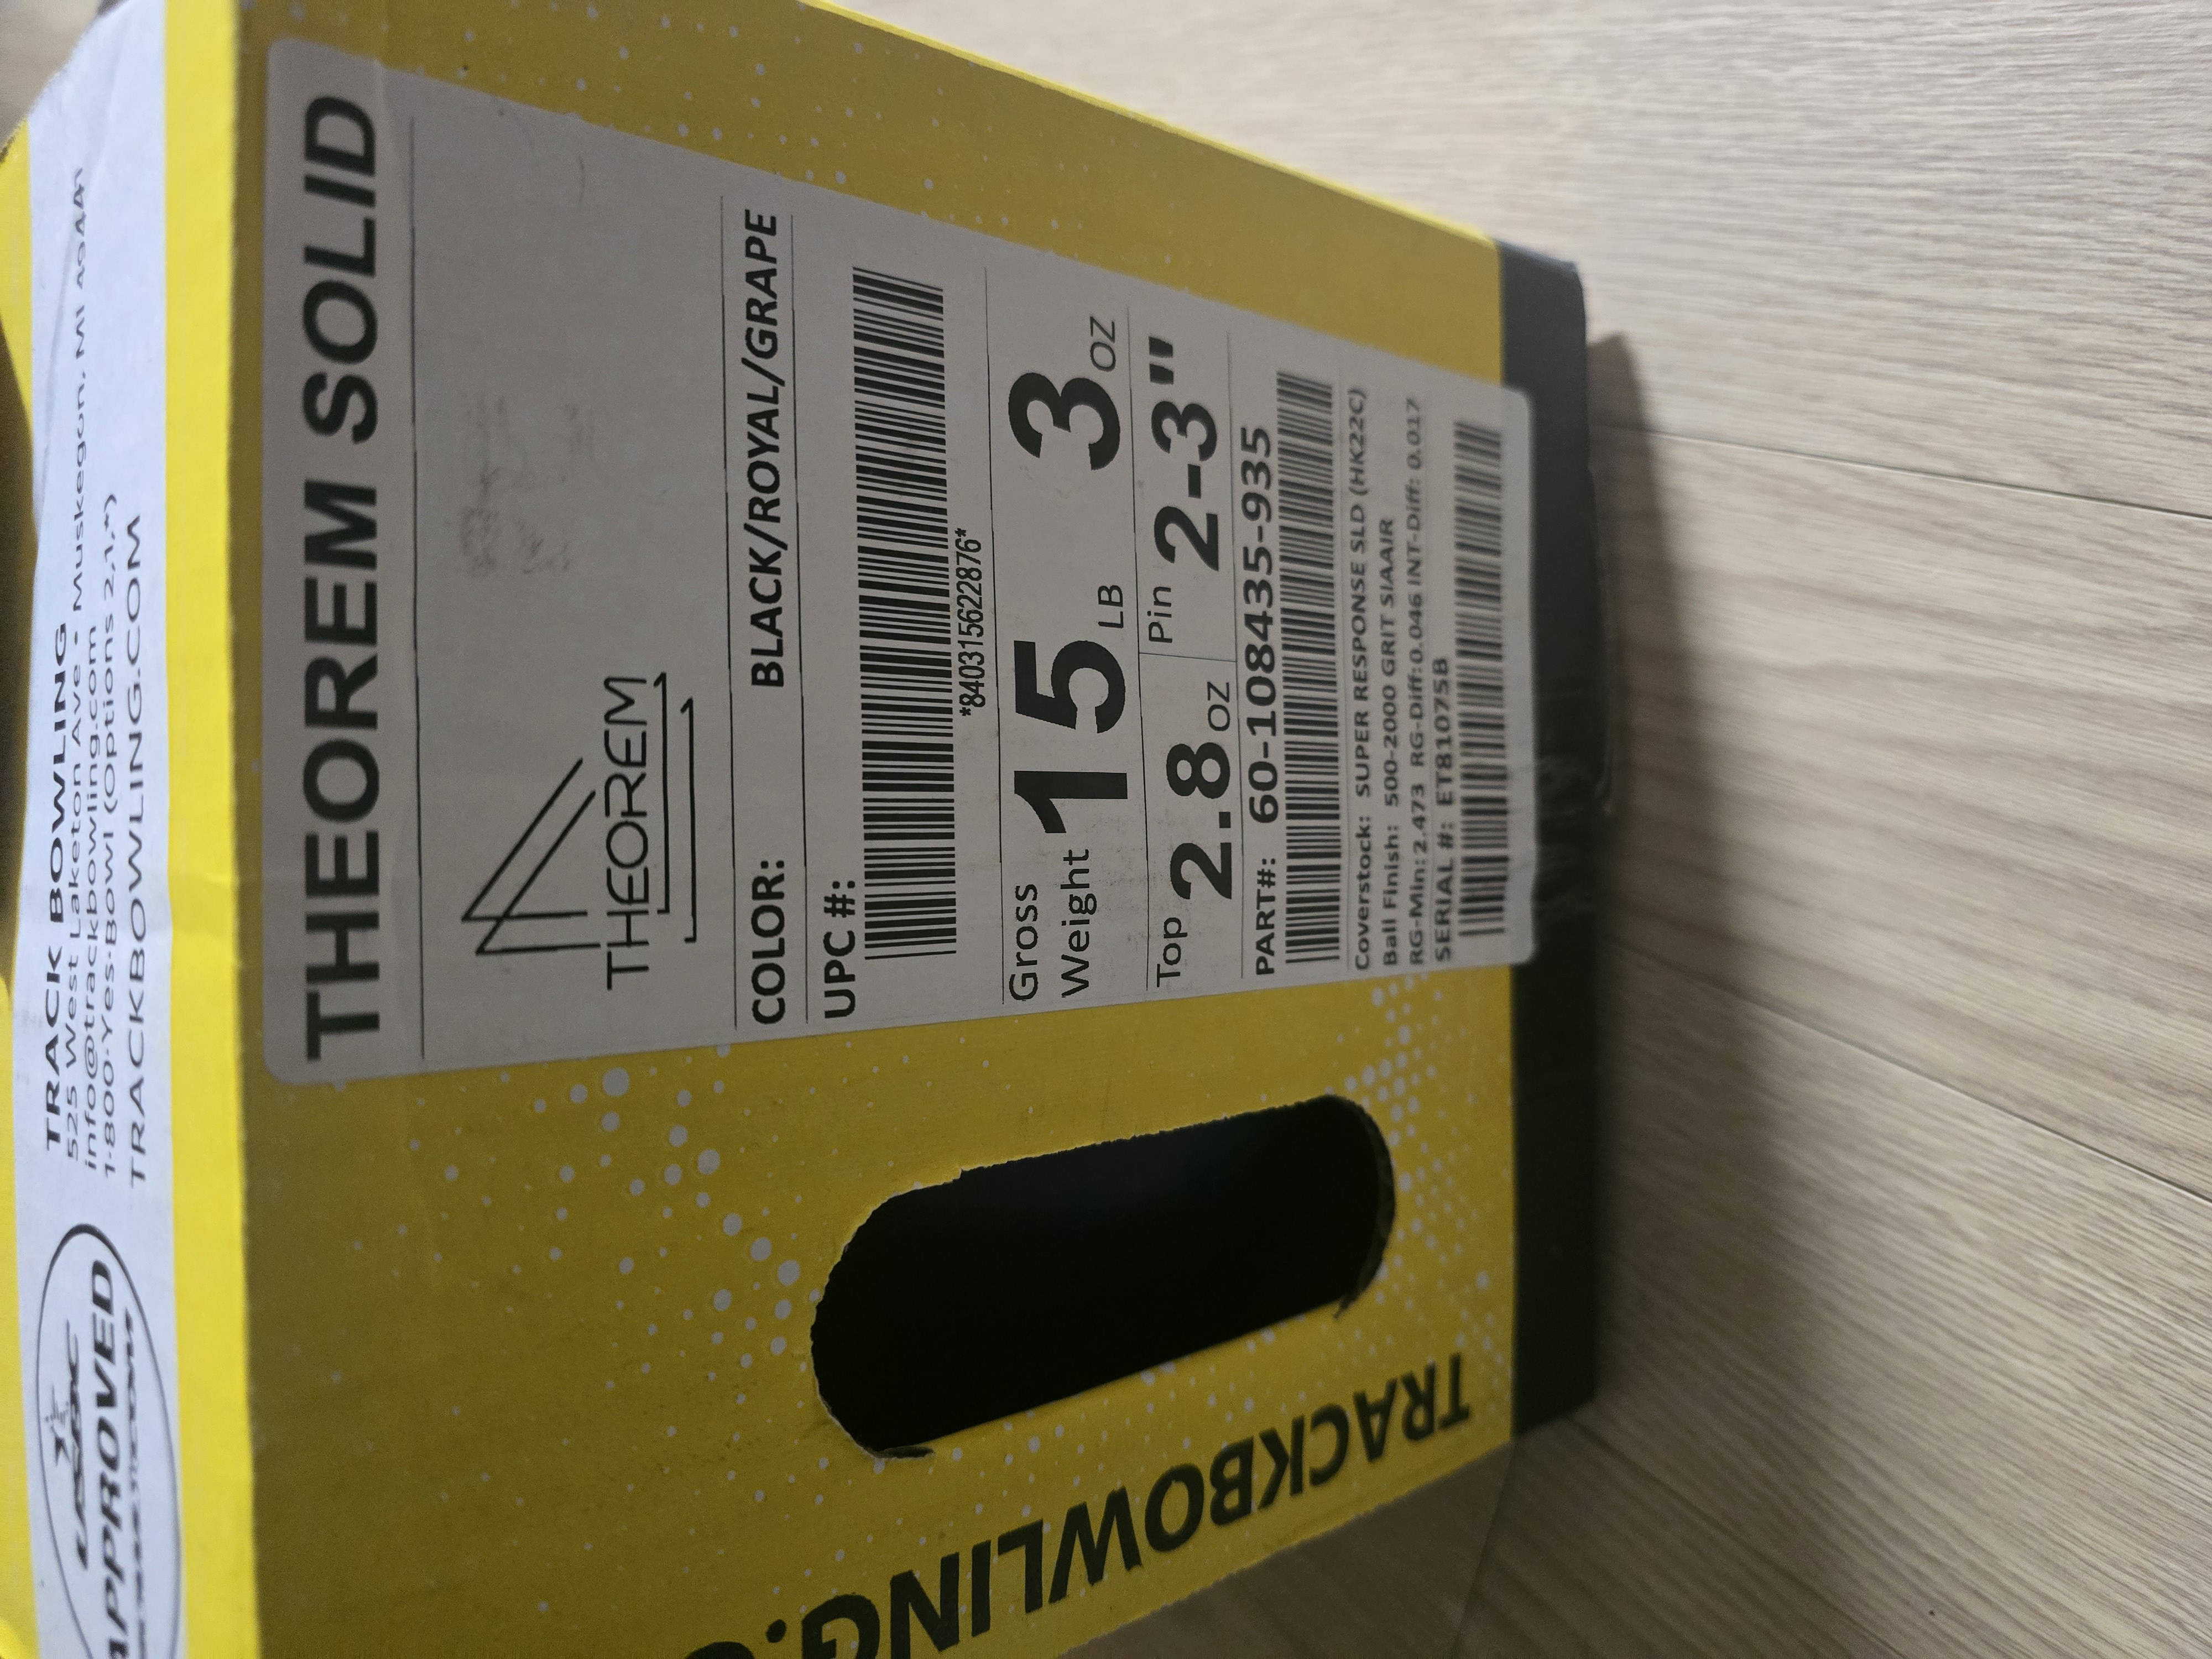 TRACK BOWLING
525 West Laketon Ave - Muskegon, MI 49441
info@trackbowling.com
1-800-Yes-Bowl (Options 2,1,*)
TRACKBOWLING.COM
USBC
APPROVED
THEOREM SOLID
THEOREM
COLOR: BLACK/ROYAL/GRAPE
UPC #:
*840315622876*
Gross Weight 15 LB 3 OZ
Top 2.8 OZ Pin 2-3"
PART#: 60-108435-935
Coverstock: SUPER RESPONSE SLD (HK22C)
Ball Finish: 500-2000 GRIT SIAAIR
RG-Min:2.473 RG-Diff:0.046 INT-Diff: 0.017
SERIAL #: ET810758
TRACKBOWLING.